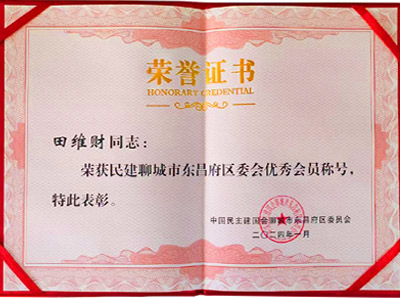 荣誉证书
HONORARY CREDENTIAL
田维财同志：
荣获民建聊城市东昌府区委会优秀会员称号，
特此表彰。
中国民主建国会聊城市东昌府区委员会
二〇二四年一月